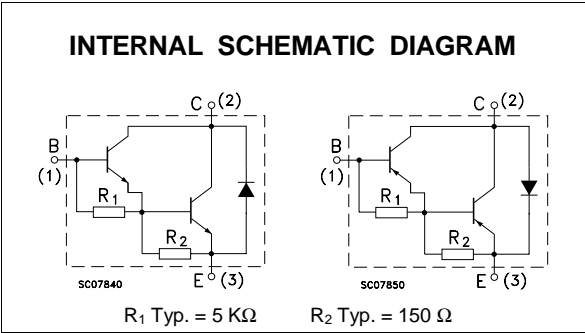 INTERNAL SCHEMATIC DIAGRAM
C (2)
B
(1)
R1
R2
E (3)
SC07840
C (2)
B
(1)
R1
R2
E (3)
SC07850
R1 Typ. = 5 KΩ R2 Typ. = 150 Ω